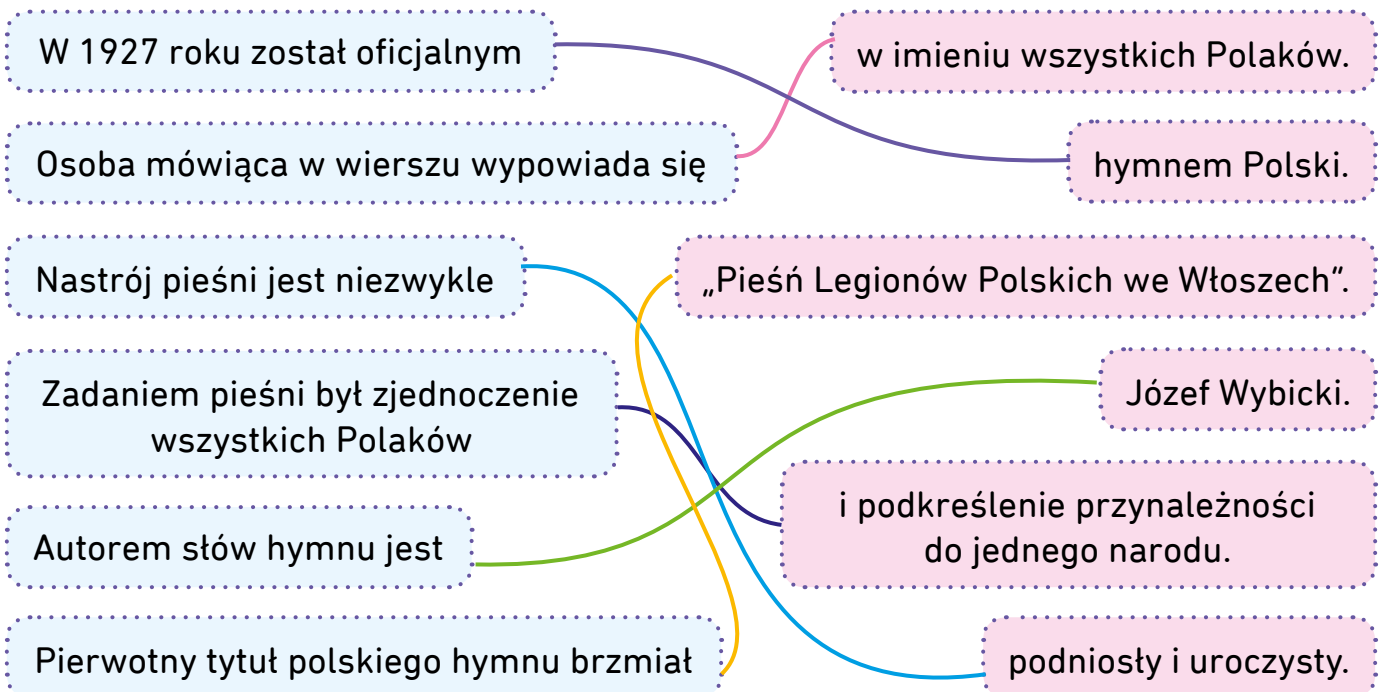 W 1927 roku został oficjalnym
w imieniu wszystkich Polaków.
Osoba mówiąca w wierszu wypowiada się
hymnem Polski.
Nastrój pieśni jest niezwykle
„Pieśń Legionów Polskich we Włoszech”.
Zadaniem pieśni był zjednoczenie
wszystkich Polaków
Józef Wybicki.
i podkreślenie przynależności
do jednego narodu.
Autorem słów hymnu jest
Pierwotny tytuł polskiego hymnu brzmiał
podniosły i uroczysty.